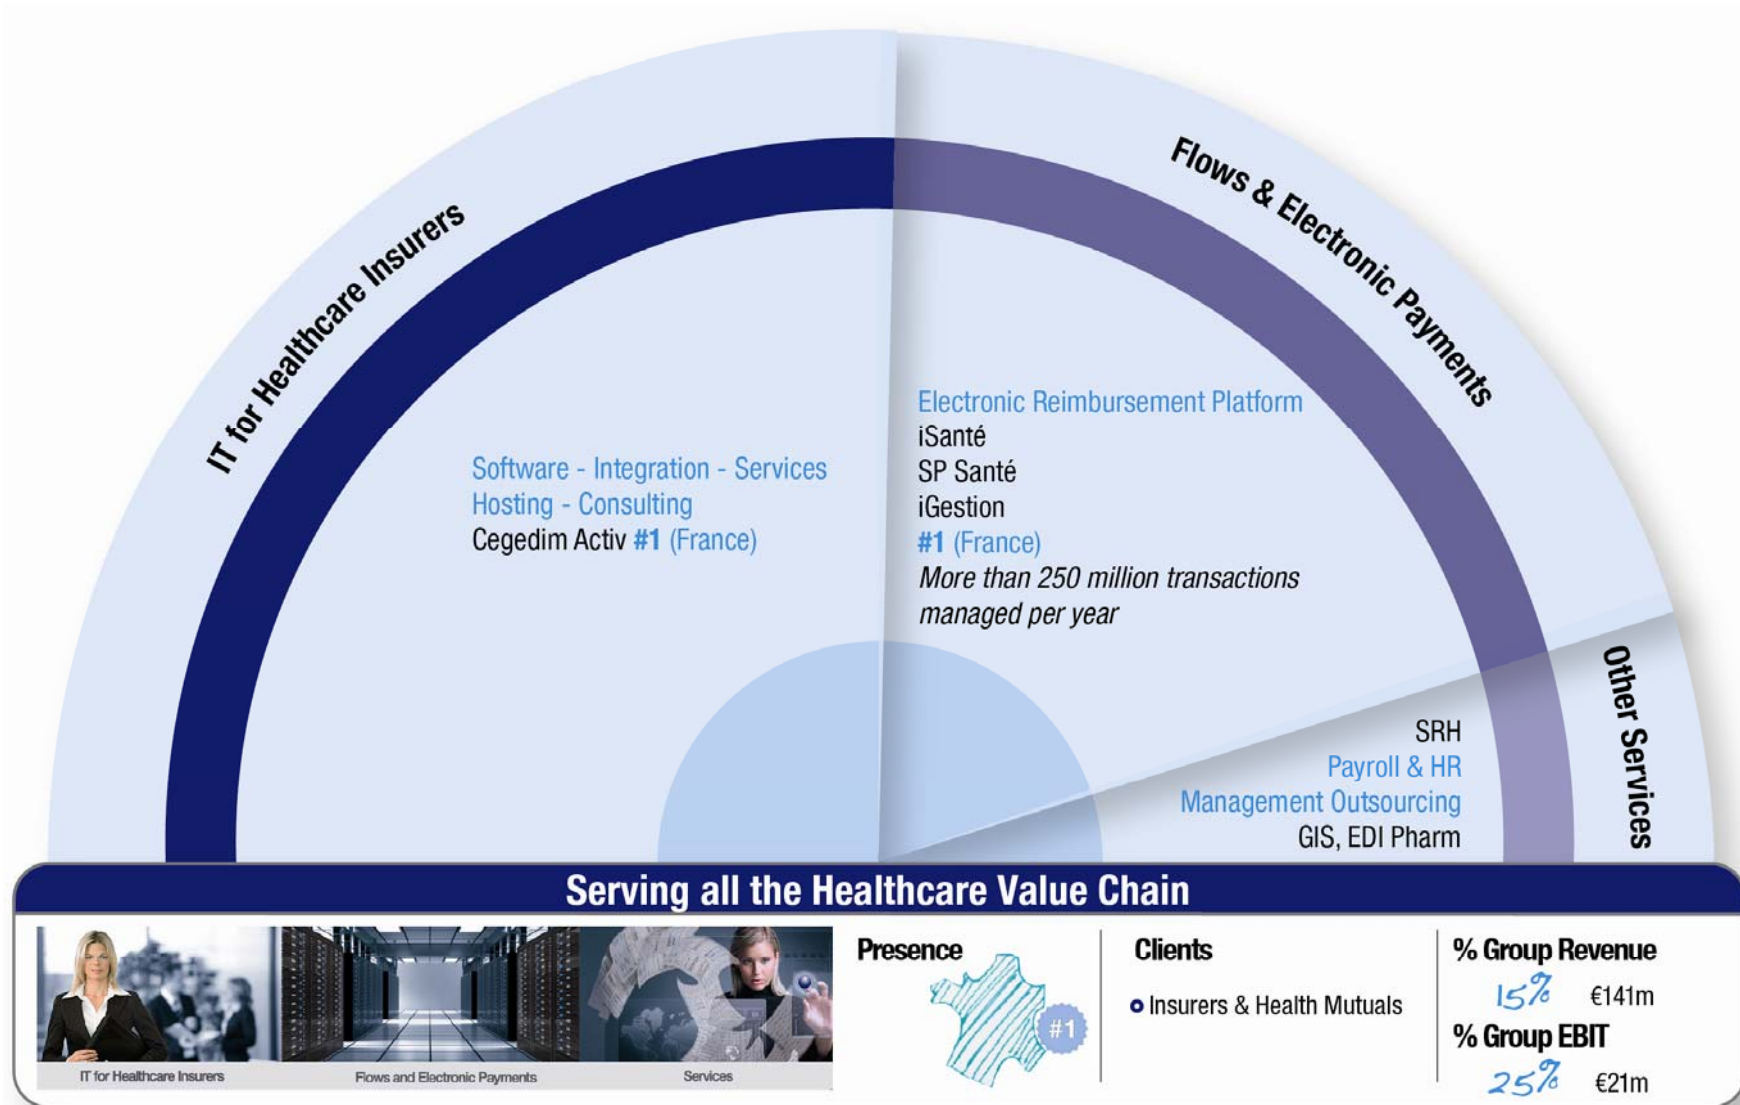 IT for Healthcare Insurers
Flows & Electronic Payments
Other Services
Software - Integration - Services
Hosting - Consulting
Cegedim Activ #1 (France)
Electronic Reimbursement Platform
iSanté
SP Santé
iGestion
#1 (France)
More than 250 million transactions
managed per year
SRH
Payroll & HR
Management Outsourcing
GIS, EDI Pharm
Serving all the Healthcare Value Chain
IT for Healthcare Insurers
Flows and Electronic Payments
Services
Presence
#1
Clients
Insurers & Health Mutuals
% Group Revenue
15% €141m
% Group EBIT
25% €21m